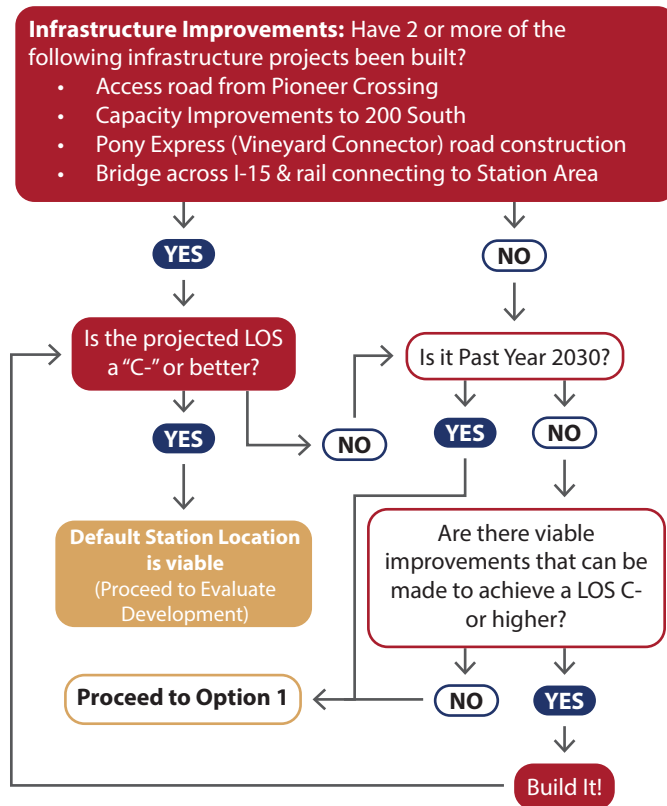 Infrastructure Improvements: Have 2 or more of the
following infrastructure projects been built?
• Access road from Pioneer Crossing
• Capacity Improvements to 200 South
• Pony Express (Vineyard Connector) road construction
• Bridge across I-15 & rail connecting to Station Area
YES
NO
Is the projected LOS
a “C-” or better?
Is it Past Year 2030?
YES
NO
YES
NO
Default Station Location
is viable
(Proceed to Evaluate
Development)
Are there viable
improvements that can be
made to achieve a LOS C-
or higher?
Proceed to Option 1
NO
YES
Build It!